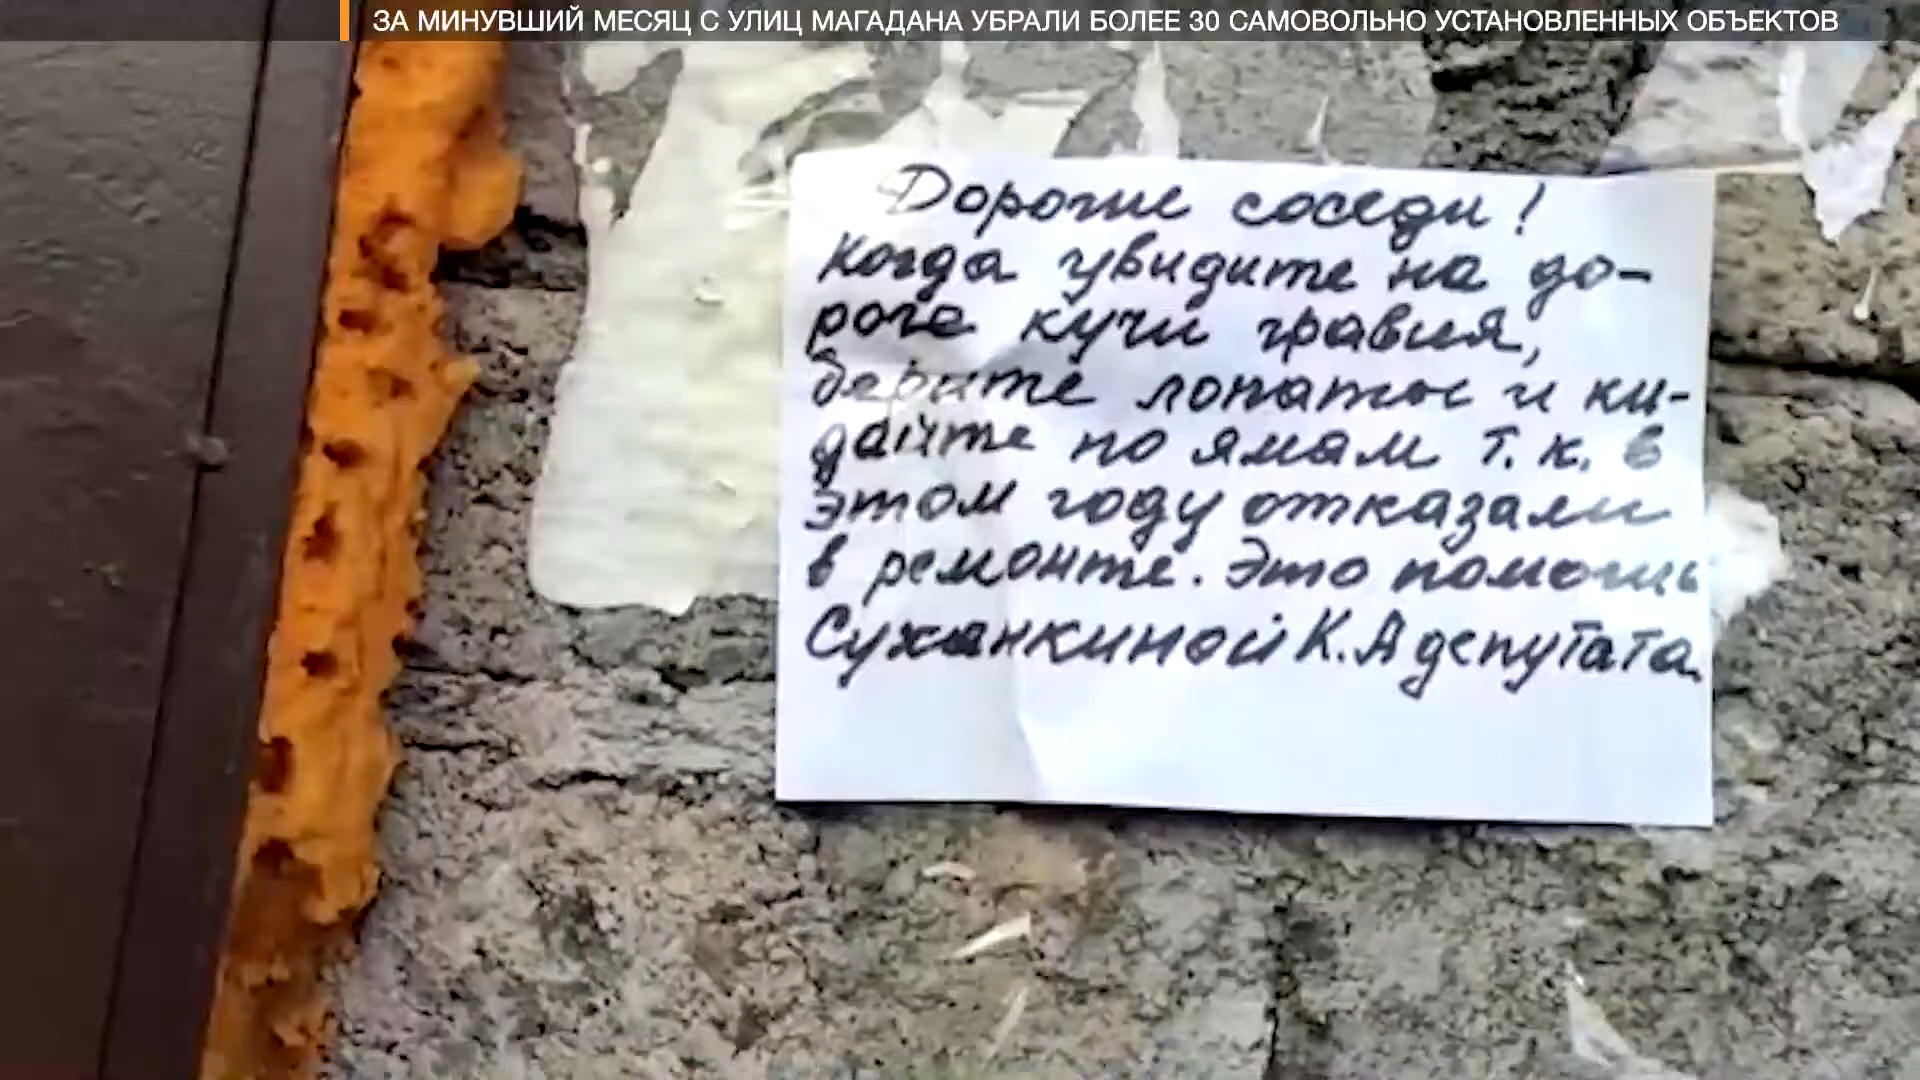 ЗА МИНУВШИЙ МЕСЯЦ С УЛИЦ МАГАДАНА УБРАЛИ БОЛЕЕ 30 САМОВОЛЬНО УСТАНОВЛЕННЫХ ОБЪЕКТОВ
Дорогие соседи!
Когда увидите на до-
роге кучи гравия,
берите лопаты и ки-
дайте по ямам т.к. в
этом году отказали
в ремонте. Это помощь
Суханкиной К.А депутата.